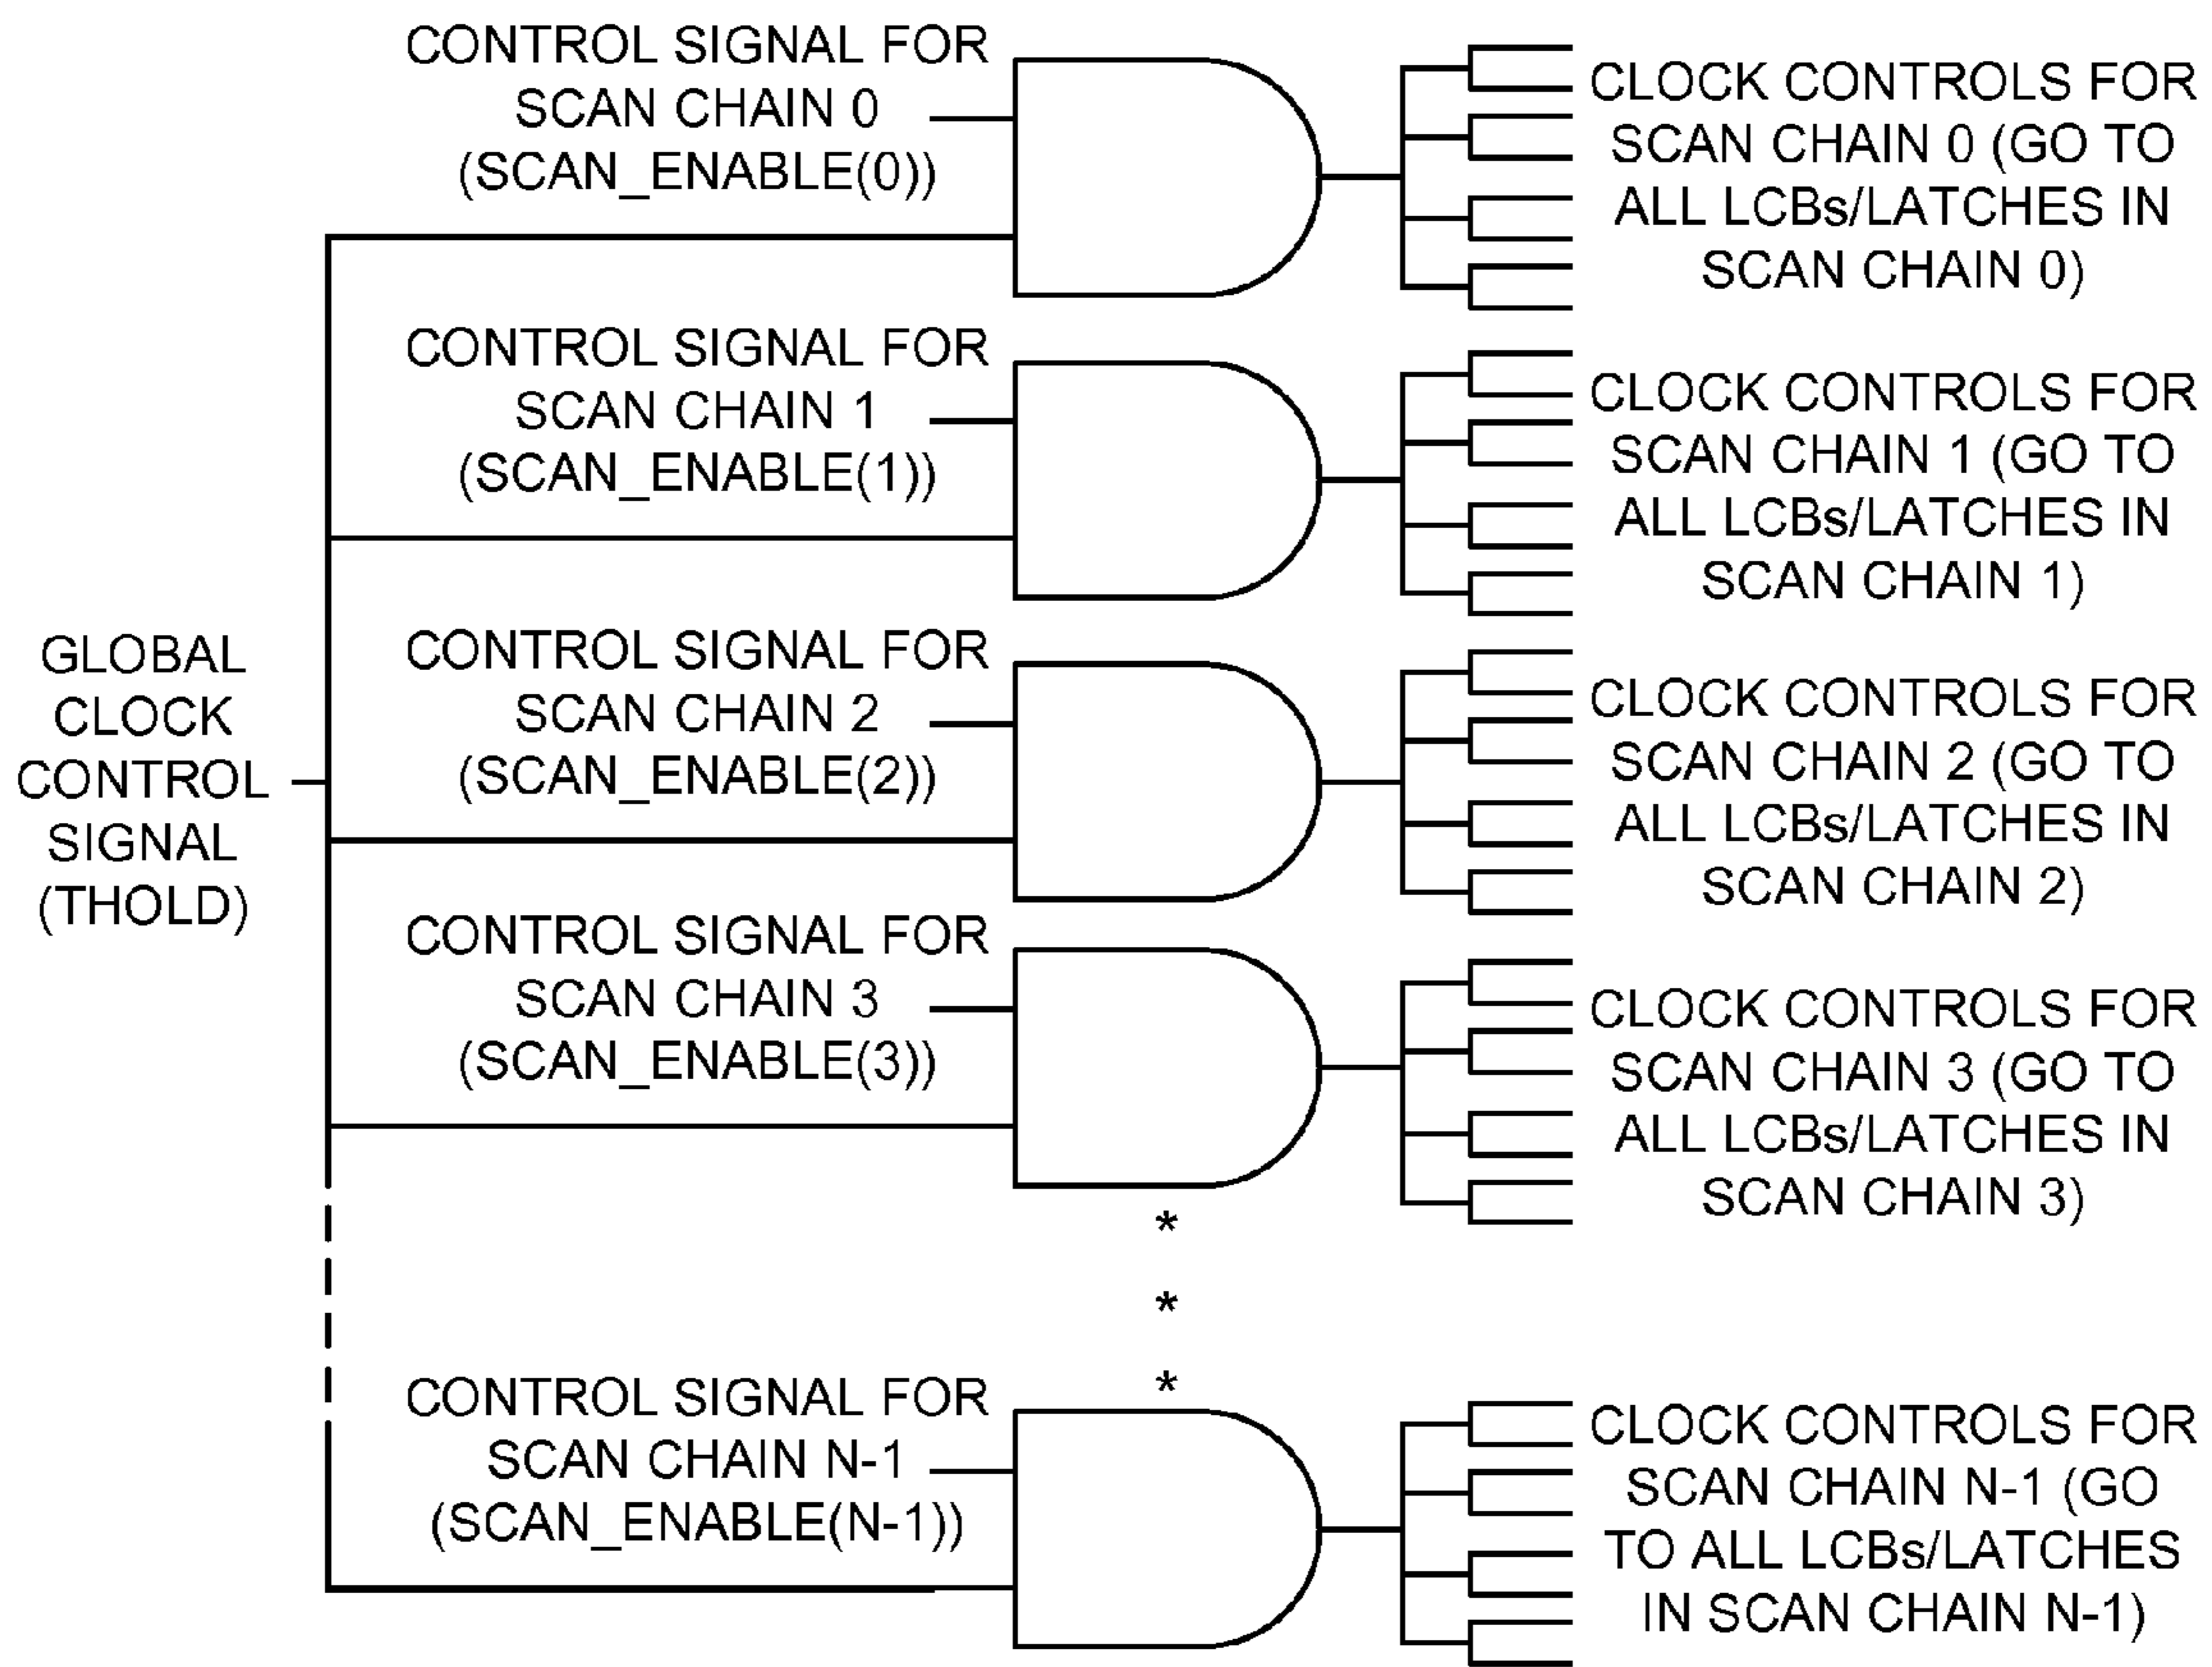 CONTROL SIGNAL FOR
SCAN CHAIN 0
(SCAN_ENABLE(0))
CLOCK CONTROLS FOR
SCAN CHAIN 0 (GO TO
ALL LCBs/LATCHES IN
SCAN CHAIN 0)
CONTROL SIGNAL FOR
SCAN CHAIN 1
(SCAN_ENABLE(1))
CLOCK CONTROLS FOR
SCAN CHAIN 1 (GO TO
ALL LCBs/LATCHES IN
SCAN CHAIN 1)
GLOBAL
CLOCK
CONTROL
SIGNAL
(THOLD)
CONTROL SIGNAL FOR
SCAN CHAIN 2
(SCAN_ENABLE(2))
CLOCK CONTROLS FOR
SCAN CHAIN 2 (GO TO
ALL LCBs/LATCHES IN
SCAN CHAIN 2)
CONTROL SIGNAL FOR
SCAN CHAIN 3
(SCAN_ENABLE(3))
CLOCK CONTROLS FOR
SCAN CHAIN 3 (GO TO
ALL LCBs/LATCHES IN
SCAN CHAIN 3)
*
*
*
CONTROL SIGNAL FOR
SCAN CHAIN N-1
(SCAN_ENABLE(N-1))
CLOCK CONTROLS FOR
SCAN CHAIN N-1 (GO
TO ALL LCBs/LATCHES
IN SCAN CHAIN N-1)